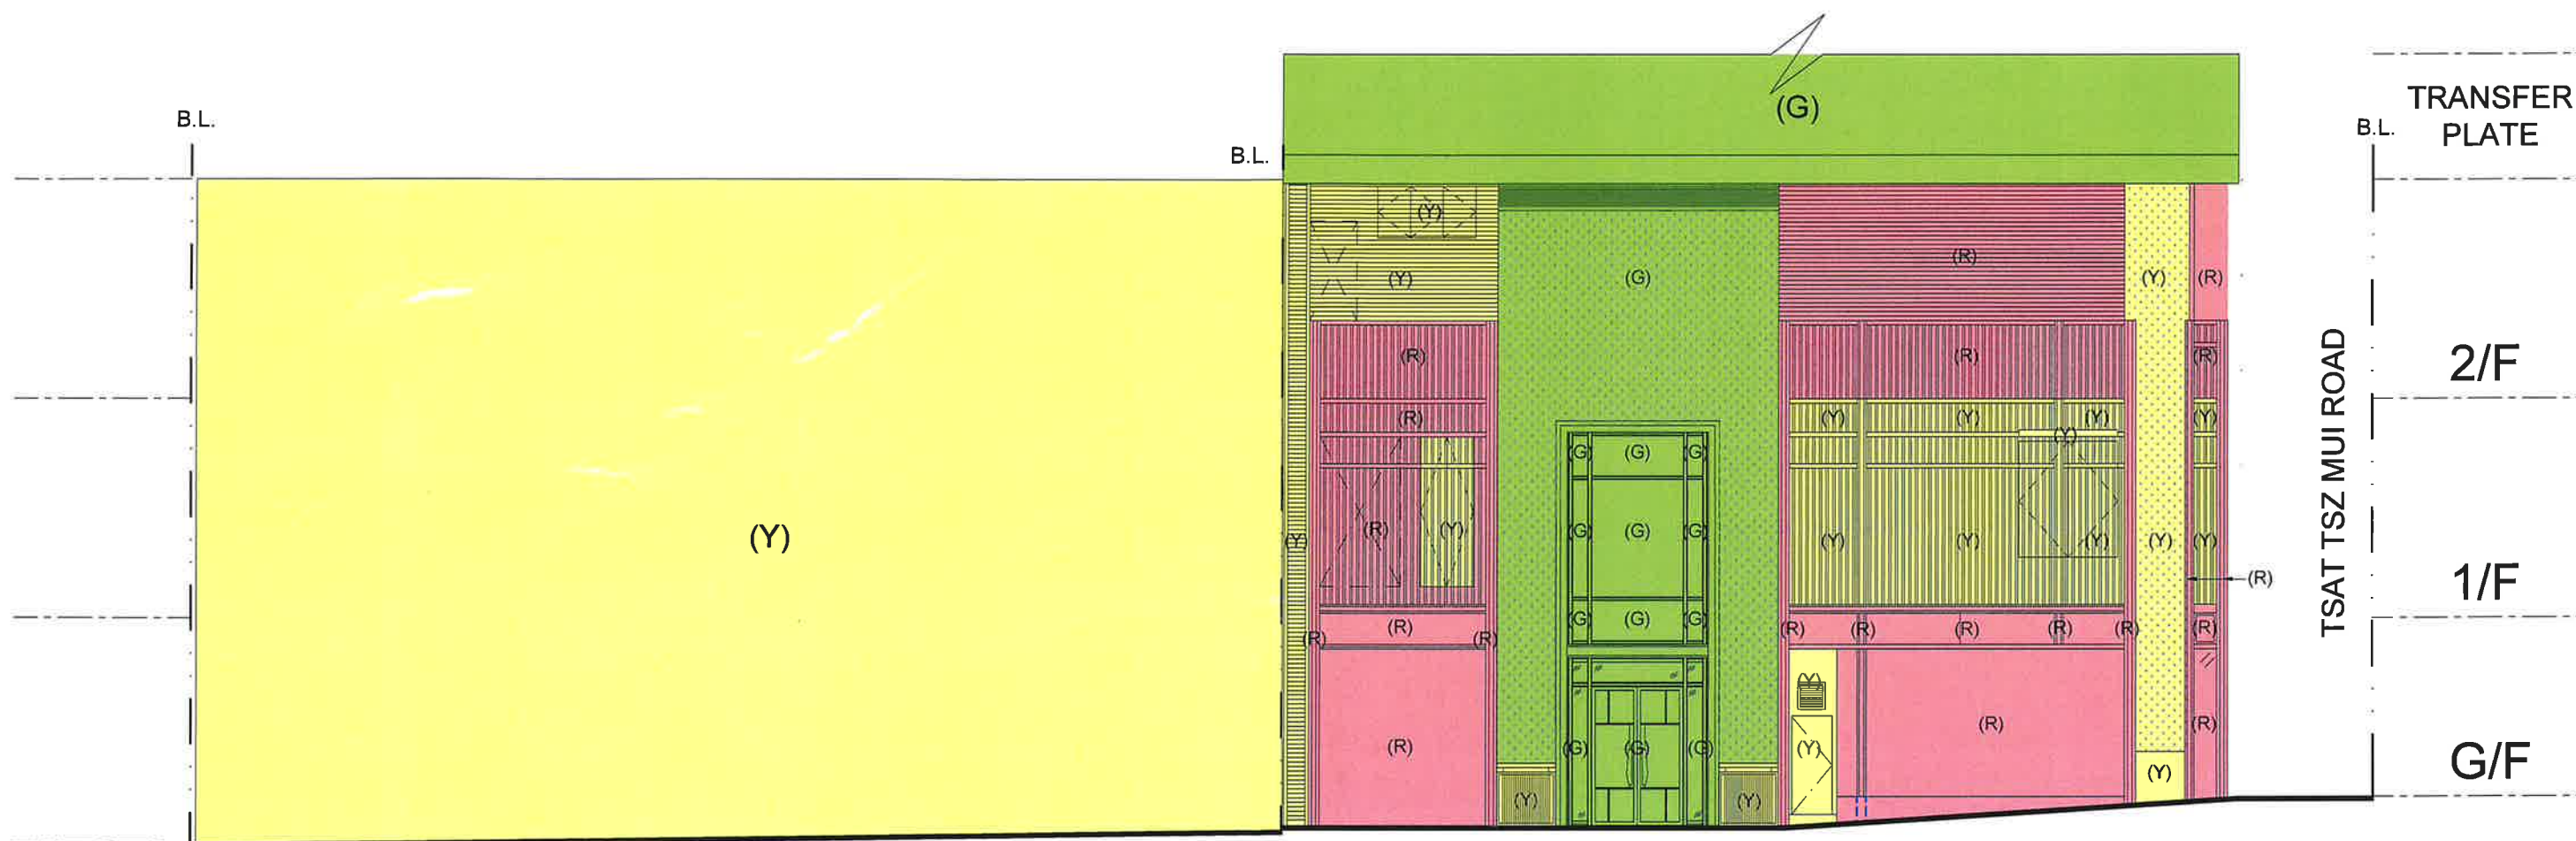 B.L.
B.L.
B.L.
TRANSFER
PLATE
(G)
(Y)
(Y)
(G)
(R)
(Y)
(R)
(R)
(R)
(R)
2/F
(R)
(Y)
(Y)
(Y)
(Y)
(Y)
(G)
(G)
(G)
(Y)
(Y)
(R)
(Y)
(G)
(G)
(G)
(Y)
(Y)
(Y)
(Y)
(Y)
(R)
1/F
TSAT TSZ MUI ROAD
(R)
(R)
(R)
(G)
(G)
(G)
(R)
(R)
(R)
(R)
(R)
(R)
(Y)
(R)
(G)
(G)
(G)
(Y)
(R)
(R)
(Y)
(Y)
(Y)
G/F